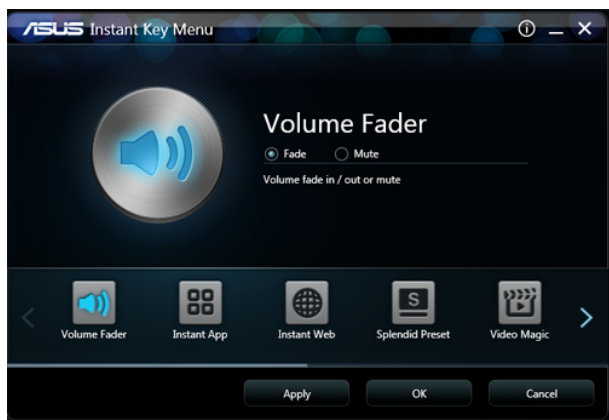 ASUS Instant Key Menu
Volume Fader
Fade Mute
Volume fade in / out or mute
Volume Fader Instant App Instant Web Splendid Preset Video Magic
Apply OK Cancel